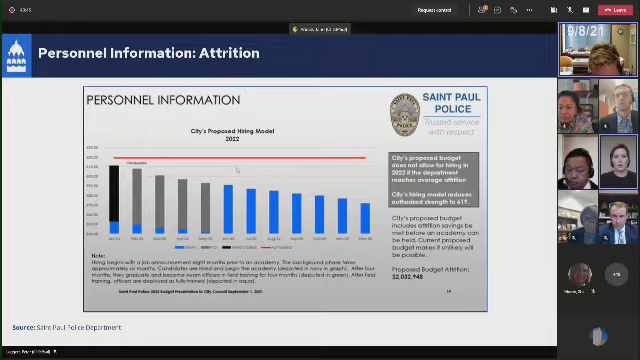 40:45
Request control
Leave
Prince, Jane (CI-StPaul)
9/8/21
Personnel Information: Attrition
PERSONNEL INFORMATION
SAINT PAUL
POLICE
Trusted service
with respect
City's Proposed Hiring Model
2022
Graduation
City's proposed budget
does not allow for hiring in
2022 if the department
reaches average attrition
City's hiring model reduces
authorized strength to 619.
City's proposed budget
includes attrition savings be
met before an academy can
be held. Current proposed
budget makes it unlikely will
be possible.
Proposed Budget Attrition:
$2,032,948
Note:
Hiring begins with a job announcement eight months prior to an academy. The background phase takes
approximately six months. Candidates are hired and begin the academy (depicted in navy in graph). After four
months, they graduate and become sworn officers in field training for four months (depicted in green). After field
training, officers are deployed as fully trained (depicted in aqua).
Saint Paul Police 2022 Budget Presentation to City Council September 1, 2021
Source: Saint Paul Police Department